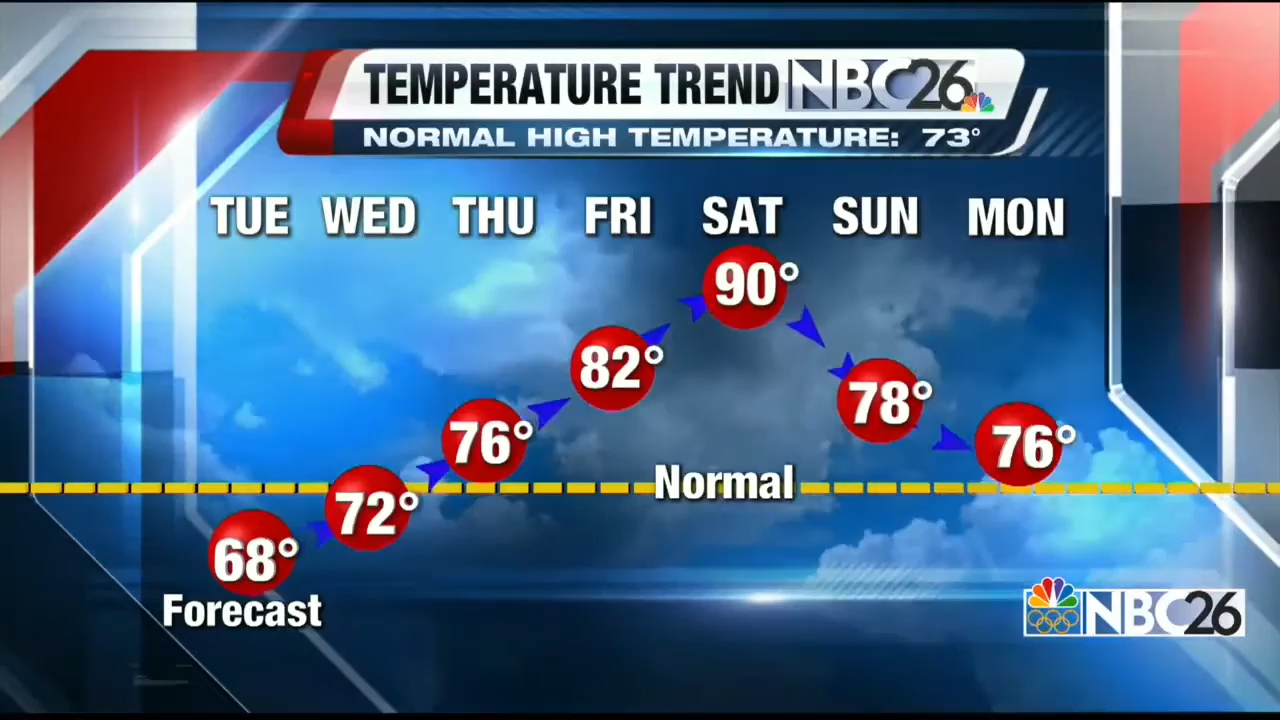 TEMPERATURE TREND NBC26
NORMAL HIGH TEMPERATURE: 73°
TUE WED THU FRI SAT SUN MON
90°
82°
78°
76° 76°
Normal
72°
68°
Forecast
NBC26